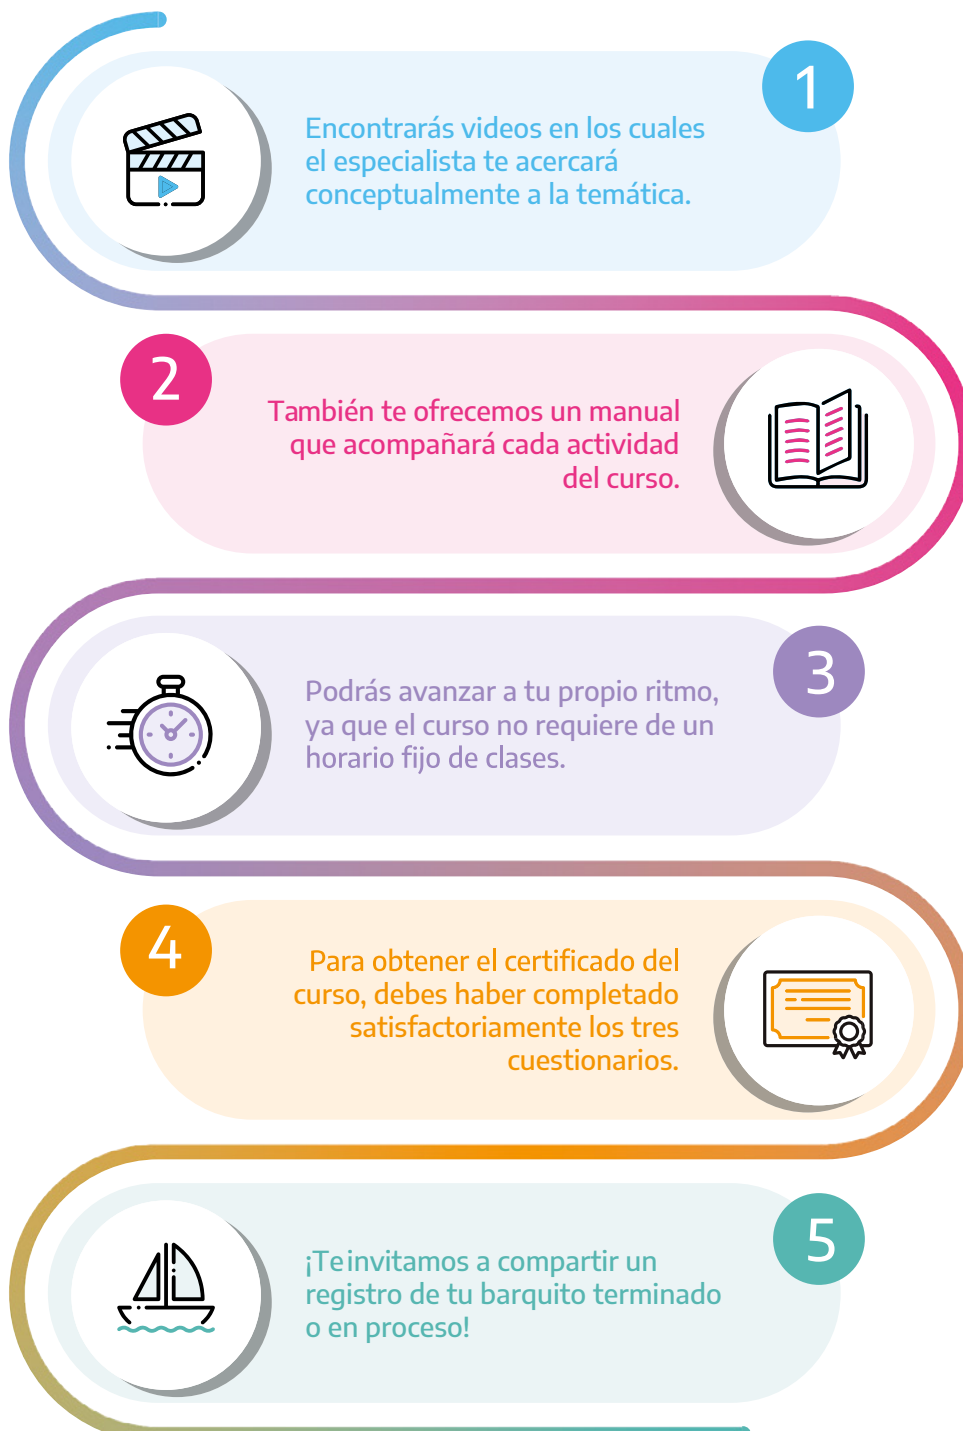 1
Encontrarás videos en los cuales
el especialista te acercará
conceptualmente a la temática.
2
También te ofrecemos un manual
que acompañará cada actividad
del curso.
3
Podrás avanzar a tu propio ritmo,
ya que el curso no requiere de un
horario fijo de clases.
4
Para obtener el certificado del
curso, debes haber completado
satisfactoriamente los tres
cuestionarios.
5
¡Te invitamos a compartir un
registro de tu barquito terminado
o en proceso!